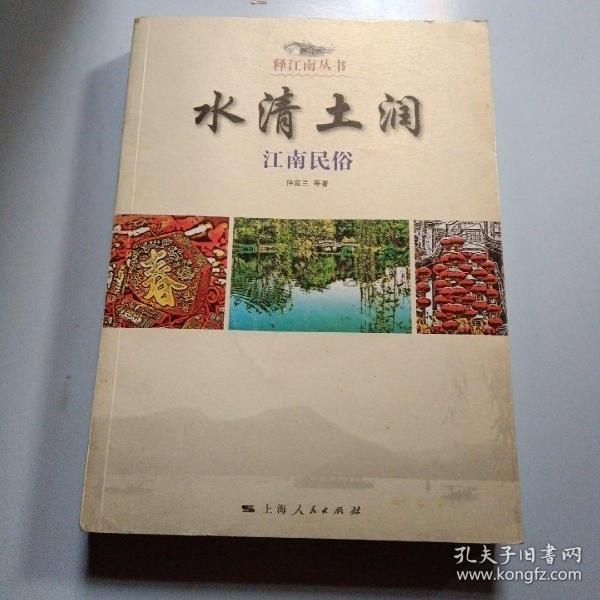 释江南丛书
水清土润
江南民俗
仲富兰 等著
春
上海人民出版社
孔夫子旧书网
www.kongfz.com